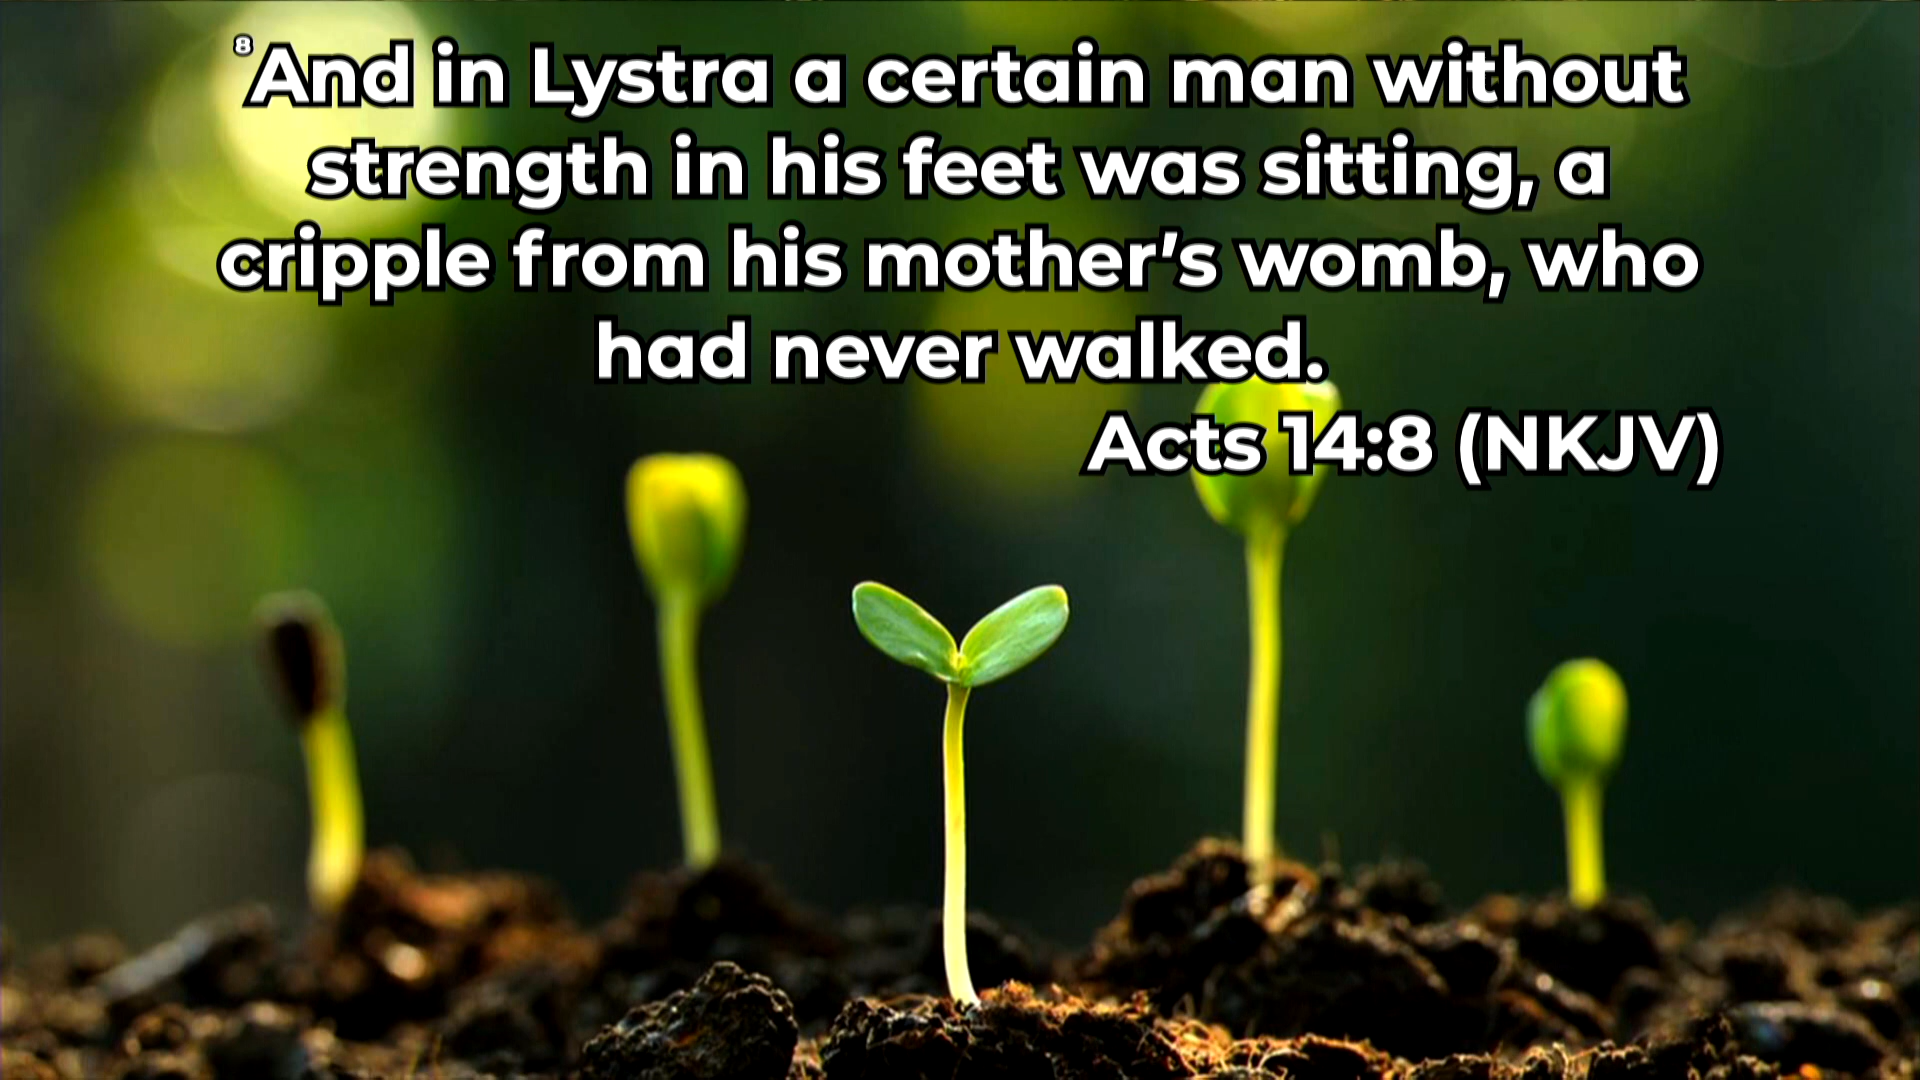 ⁸And in Lystra a certain man without
strength in his feet was sitting, a
cripple from his mother’s womb, who
had never walked.
Acts 14:8 (NKJV)